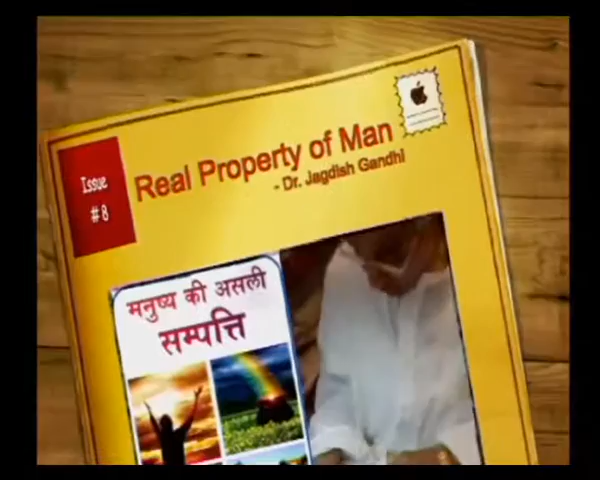 Issue
#8
Real Property of Man
- Dr. Jagdish Gandhi
मनुष्य की असली
सम्पत्ति